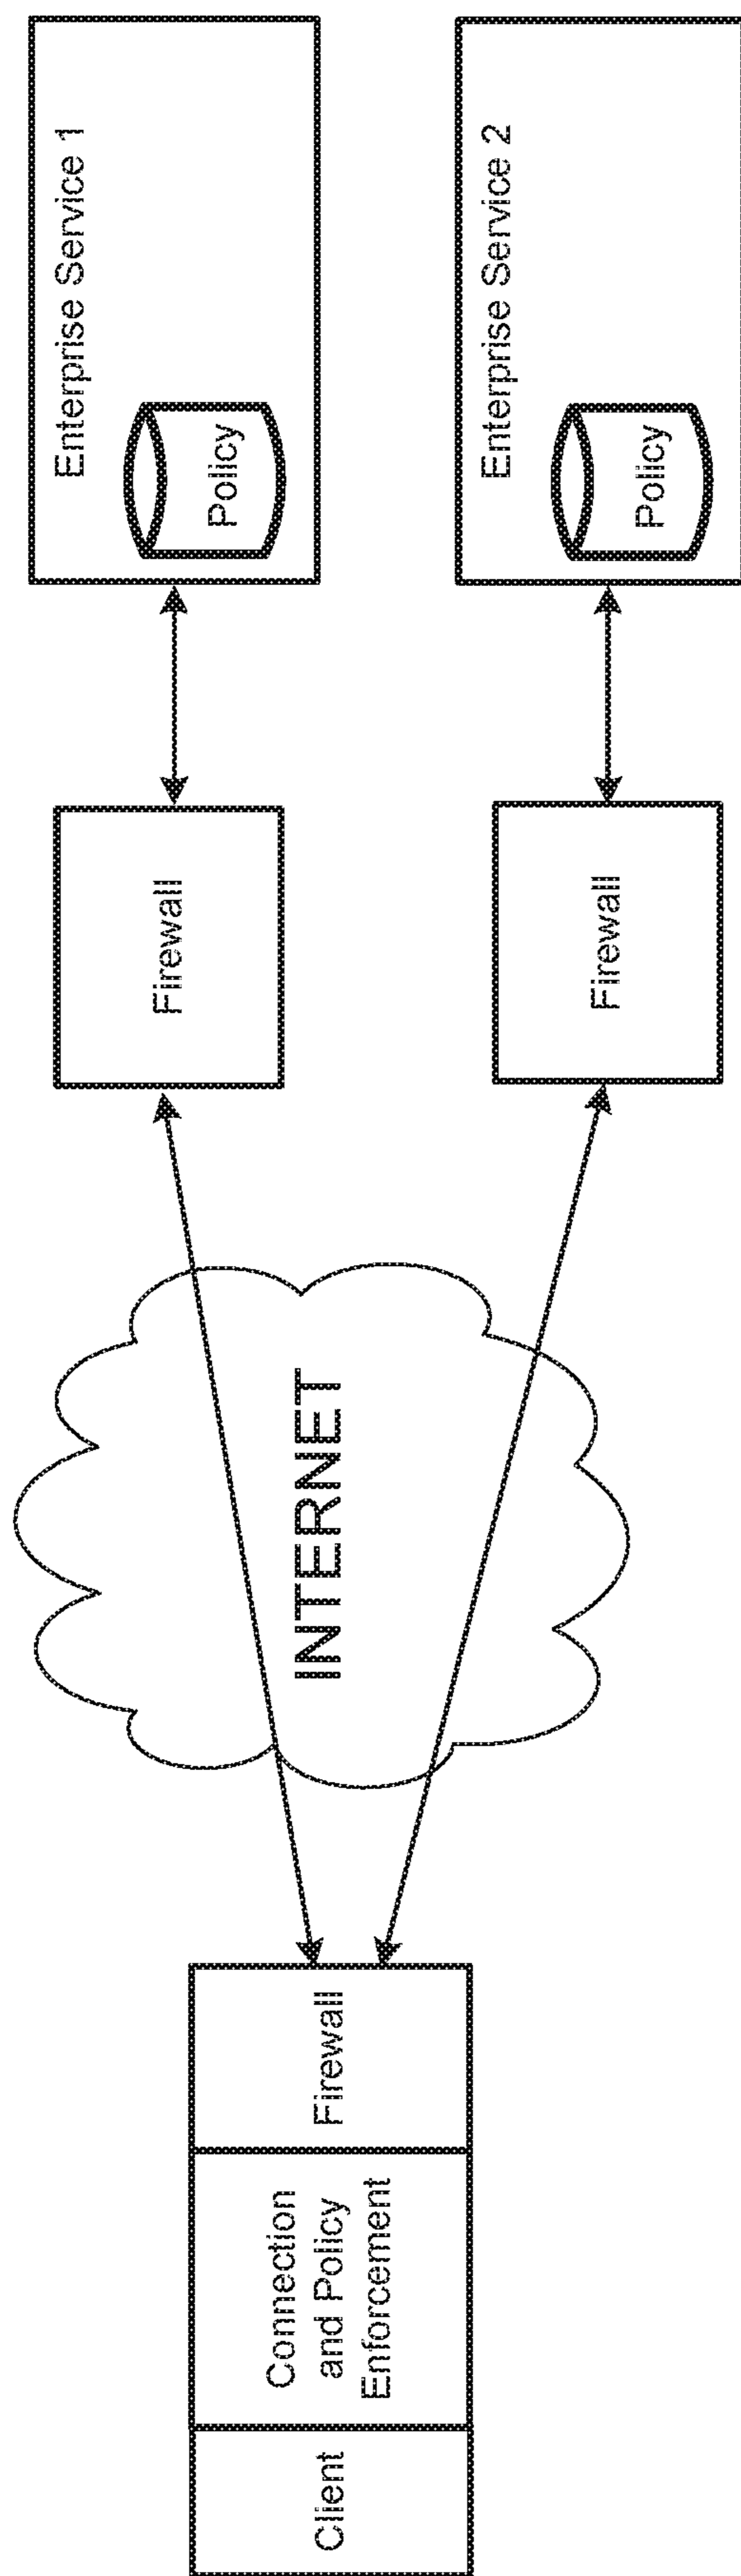 Enterprise Service 1
Policy
Firewall
Enterprise Service 2
Policy
Firewall
INTERNET
Firewall
Connection
and Policy
Enforcement
Client